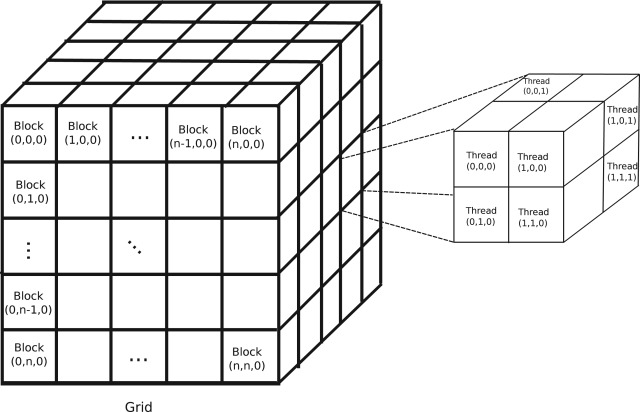 Block
(0,0,0)
Block
(1,0,0)
...
Block
(n-1,0,0)
Block
(n,0,0)
Block
(0,1,0)
...
...
Block
(0,n-1,0)
Block
(0,n,0)
...
Block
(n,n,0)
Grid
Thread
(0,0,1)
Thread
(1,0,1)
Thread
(0,0,0)
Thread
(1,0,0)
Thread
(1,1,1)
Thread
(0,1,0)
Thread
(1,1,0)